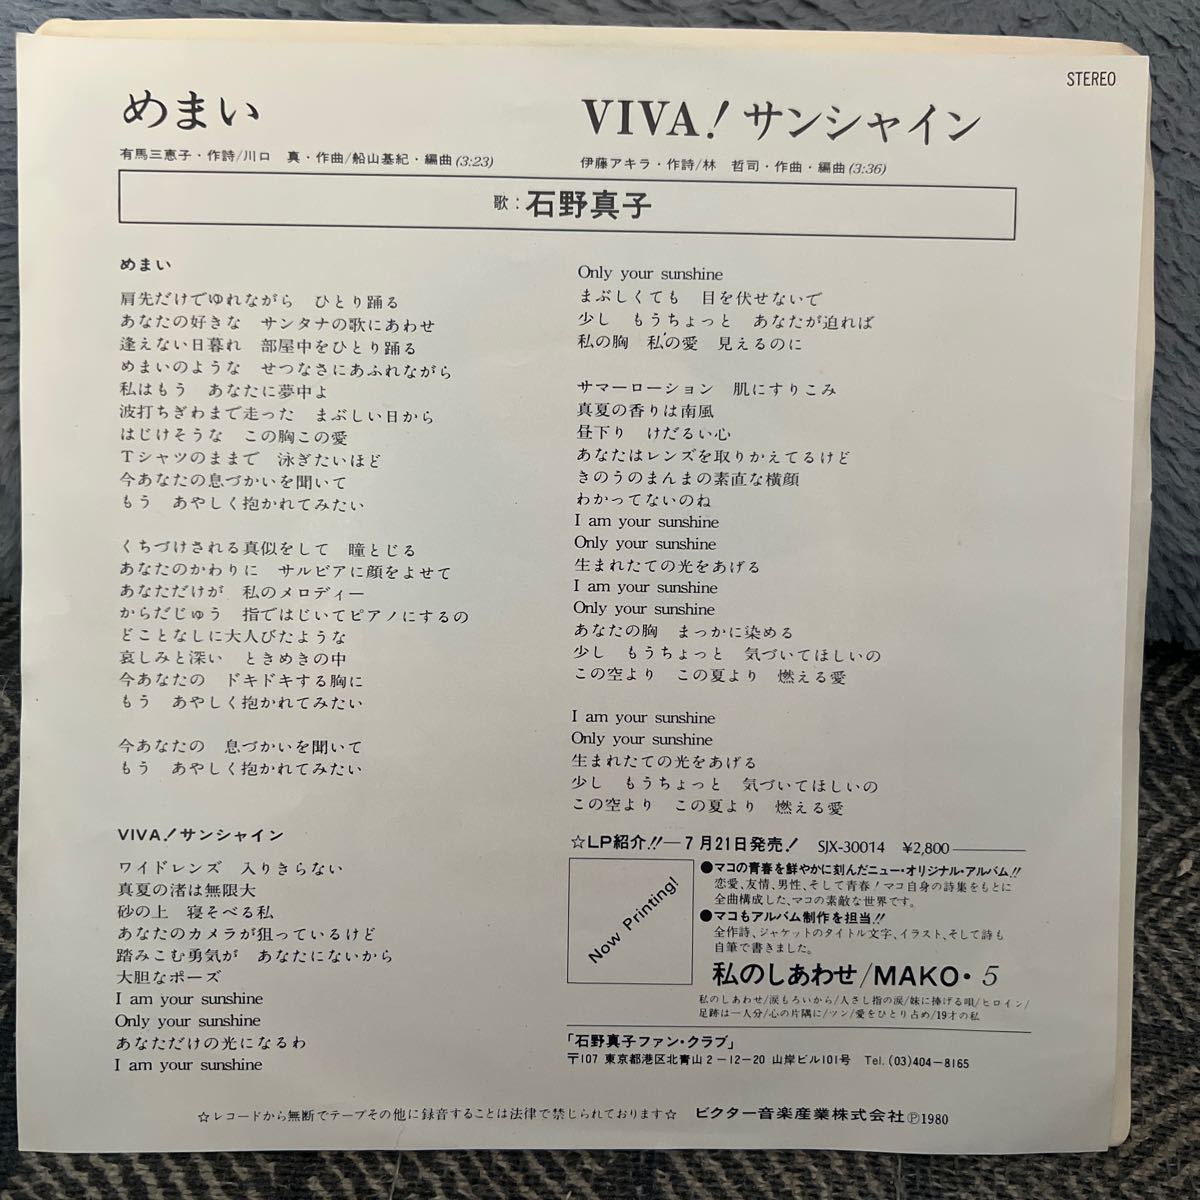 STEREO
めまい
有馬三恵子・作詩/川口　真・作曲/船山基紀・編曲(3:23)
VIVA!サンシャイン
伊藤アキラ・作詩/林　哲司・作曲・編曲(3:36)
歌:石野真子
めまい
肩先だけでゆれながら　ひとり踊る
あなたの好きな　サンタナの歌にあわせ
逢えない日暮れ　部屋中をひとり踊る
めまいのような　せつなさにあふれながら
私はもう　あなたに夢中よ
波打ちぎわまで走った　まぶしい日から
はじけそうな　この胸この愛
Tシャツのままで　泳ぎたいほど
今あなたの息づかいを聞いて
もう　あやしく抱かれてみたい
くちづけされる真似をして　瞳とじる
あなたのかわりに　サルビアに顔をよせて
あなただけが　私のメロディー
からだじゅう　指ではじいてピアノにするの
どことなしに大人びたような
哀しみと深い　ときめきの中
今あなたの　ドキドキする胸に
もう　あやしく抱かれてみたい
今あなたの　息づかいを聞いて
もう　あやしく抱かれてみたい
VIVA!サンシャイン
ワイドレンズ　入りきらない
真夏の渚は無限大
砂の上　寝そべる私
あなたのカメラが狙っているけど
踏みこむ勇気が　あなたにないから
大胆なポーズ
I am your sunshine
Only your sunshine
あなただけの光になるわ
I am your sunshine
Only your sunshine
まぶしくても　目を伏せないで
少し　もうちょっと　あなたが迫れば
私の胸　私の愛　見えるのに
サマーローション　肌にすりこみ
真夏の香りは南風
昼下り　けだるい心
あなたはレンズを取りかえてるけど
きのうのまんまの素直な横顔
わかってないのね
I am your sunshine
Only your sunshine
生まれたての光をあげる
I am your sunshine
Only your sunshine
あなたの胸　まっかに染める
少し　もうちょっと　気づいてほしいの
この空より　この夏より　燃える愛
I am your sunshine
Only your sunshine
生まれたての光をあげる
少し　もうちょっと　気づいてほしいの
この空より　この夏より　燃える愛
☆LP紹介!!—7月21日発売!　SJX-30014　¥2,800
Now Printing!
●マコの青春を鮮やかに刻んだニュー・オリジナル・アルバム!!
恋愛、友情、男性、そして青春!マコ自身の詩集をもとに
全曲構成した、マコの素敵な世界です。
●マコもアルバム制作を担当!!
全作詩、ジャケットのタイトル文字、イラスト、そして詩も
自筆で書きました。
私のしあわせ/MAKO・5
私のしあわせ/涙もろいから/人さし指の涙/妹に捧げる唄/ヒロイン/
足跡は一人分/心の片隅に/ツン/愛をひとり占め/19才の私
「石野真子ファン・クラブ」
〒107 東京都港区北青山2-12-20 山岸ビル101号　Tel.(03)404-8165
☆レコードから無断でテープその他に録音することは法律で禁じられております☆　ビクター音楽産業株式会社Ⓟ1980